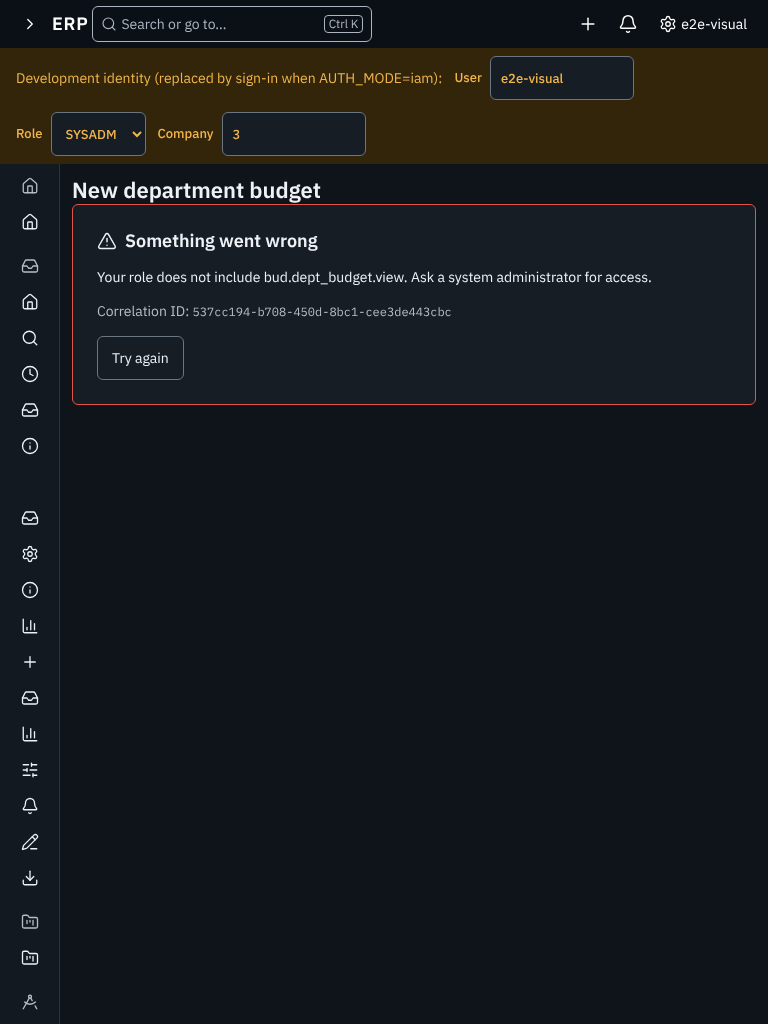 ERP
Search or go to...
Ctrl K
e2e-visual
Development identity (replaced by sign-in when AUTH_MODE=iam):
User
e2e-visual
Role
SYSADM
Company
3
New department budget
Something went wrong
Your role does not include bud.dept_budget.view. Ask a system administrator for access.
Correlation ID: 537cc194-b708-450d-8bc1-cee3de443cbc
Try again